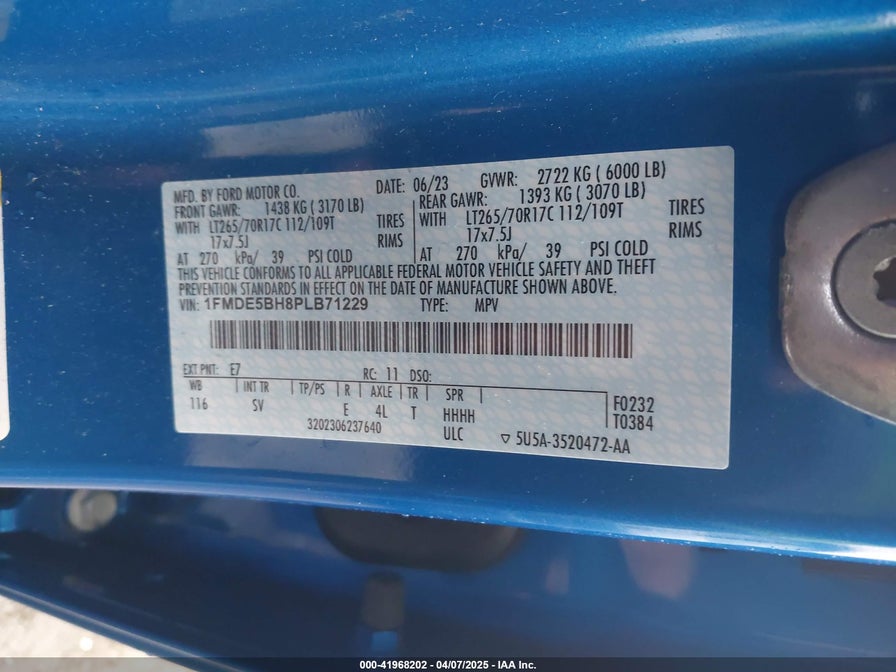 MFD. BY FORD MOTOR CO. DATE: 06/23 GVWR: 2722 KG ( 6000 LB)
FRONT GAWR: 1438 KG ( 3170 LB) REAR GAWR: 1393 KG ( 3070 LB)
WITH LT265/70R17C 112/109T TIRES WITH LT265/70R17C 112/109T TIRES
17x7.5J RIMS 17x7.5J RIMS
AT 270 kPa/ 39 PSI COLD AT 270 kPa/ 39 PSI COLD
THIS VEHICLE CONFORMS TO ALL APPLICABLE FEDERAL MOTOR VEHICLE SAFETY AND THEFT
PREVENTION STANDARDS IN EFFECT ON THE DATE OF MANUFACTURE SHOWN ABOVE.
VIN: 1FMDE5BH8PLB71229 TYPE: MPV
EXT PNT: E7 RC: 11 DSO:
WB INT TR TP/PS R AXLE TR SPR
116 SV E 4L T HHHH
3202306237640 ULC
F0232
T0384
▽ 5U5A-3520472-AA
000-41968202 - 04/07/2025 - IAA Inc.